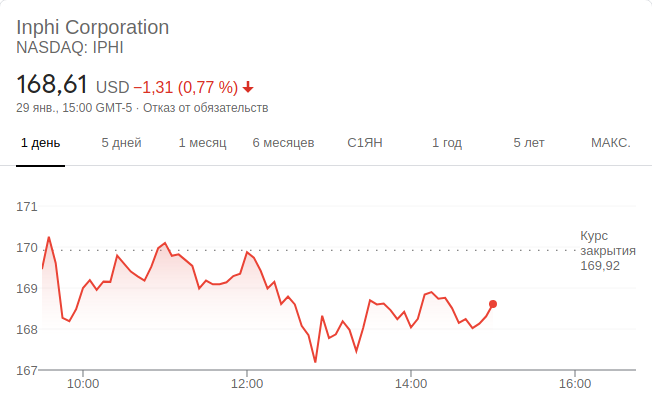 Inphi Corporation
NASDAQ: IPHI
168,61 USD −1,31 (0,77 %)
29 янв., 15:00 GMT-5 · Отказ от обязательств
1 день 5 дней 1 месяц 6 месяцев С1ЯН 1 год 5 лет МАКС.
171
170
169
168
167
Курс
закрытия
169,92
10:00 12:00 14:00 16:00